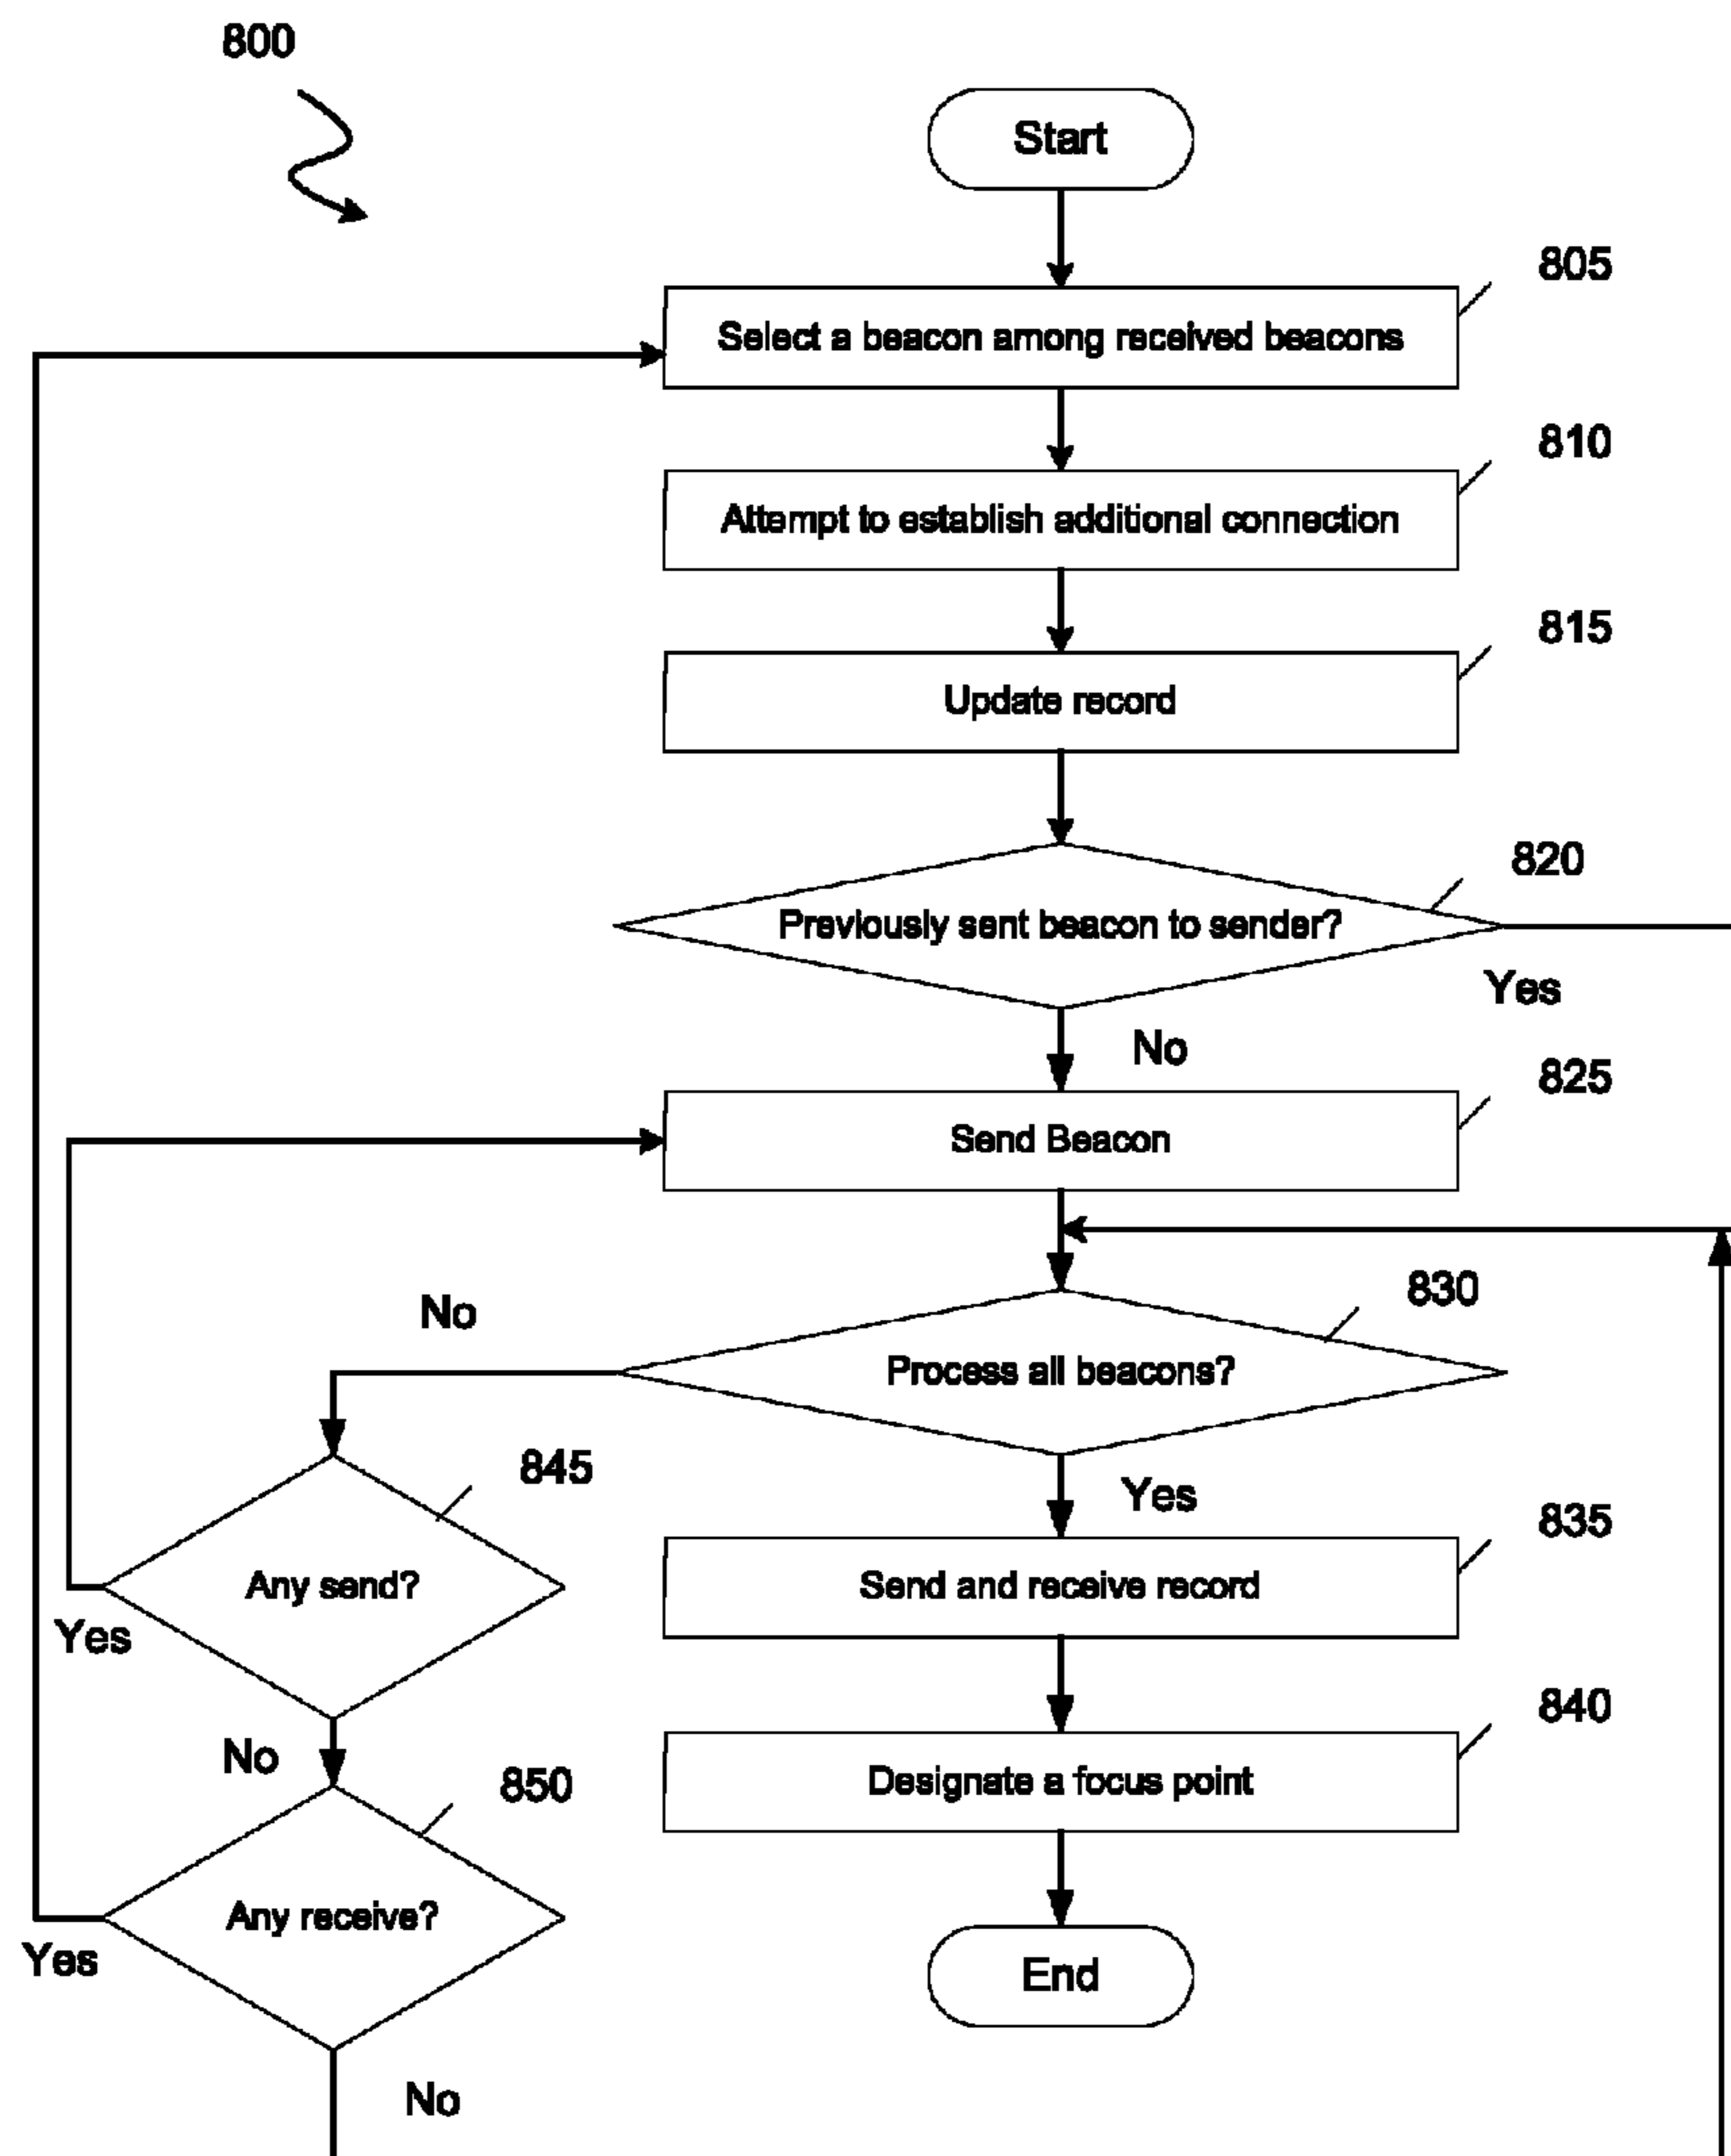 800
Start
805
Select a beacon among received beacons
810
Attempt to establish additional connection
815
Update record
820
Previously sent beacon to sender?
Yes
No
825
Send Beacon
830
No
Process all beacons?
845
Yes
835
Any send?
Send and receive record
Yes
840
No
850
Designate a focus point
Any receive?
Yes
End
No